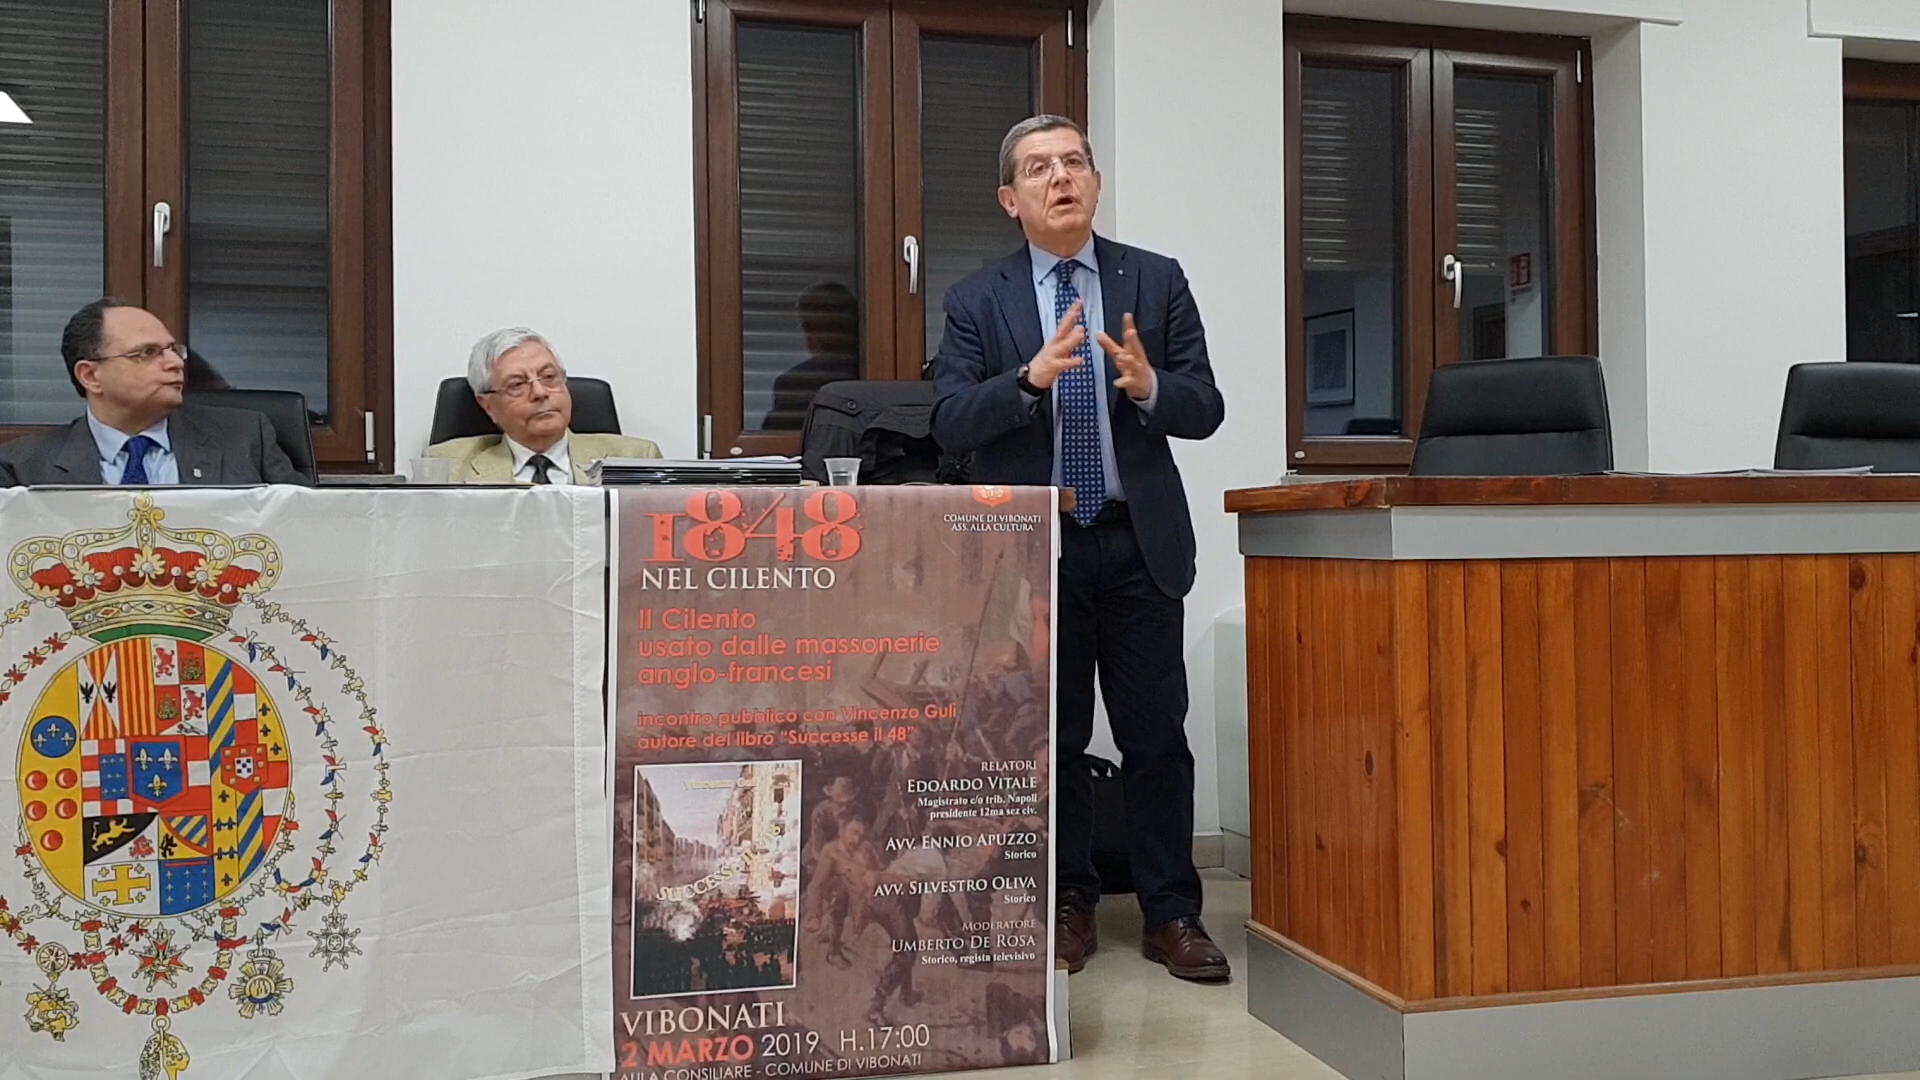 1848
NEL CILENTO
COMUNE DI VIBONATI
ASS. ALLA CULTURA
Il Cilento
usato dalle massonerie
anglo-francesi
incontro pubblico con Vincenzo Gulì
autore del libro "Successe il 48"
RELATORI
EDOARDO VITALE
Magistrato c/o trib. Napoli
presidente 12ma sez civ.
AVV. ENNIO APUZZO
Storico
AVV. SILVESTRO OLIVA
Storico
MODERATORE
UMBERTO DE ROSA
Storico, regista televisivo
SUCCESSE IL
VIBONATI
2 MARZO 2019 H.17:00
AULA CONSILIARE - COMUNE DI VIBONATI